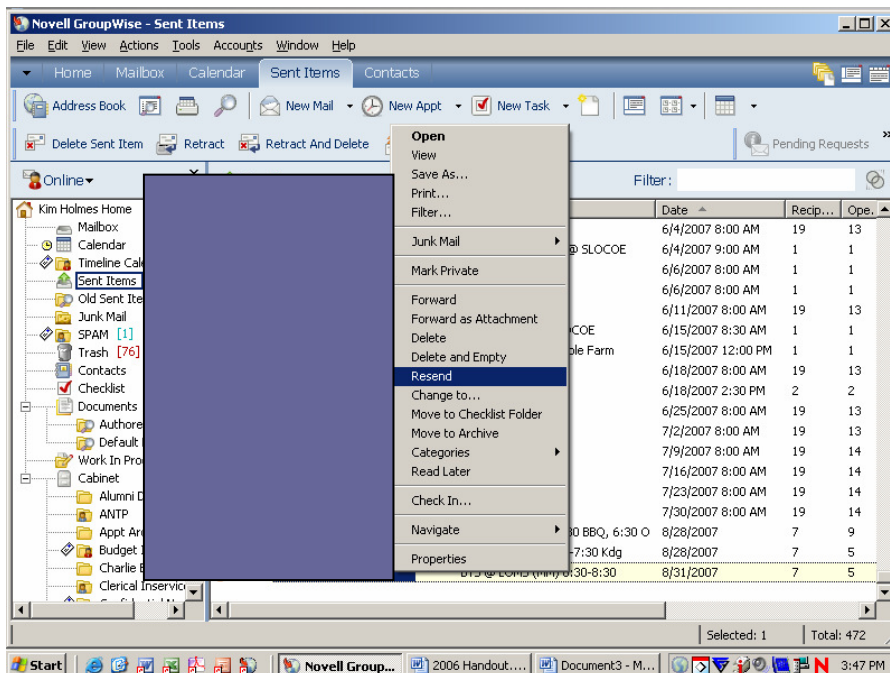 Novell GroupWise - Sent Items
File Edit View Actions Tools Accounts Window Help
Home Mailbox Calendar Sent Items Contacts
Address Book New Mail New Appt New Task
Delete Sent Item Retract Retract And Delete Pending Requests »
Online Filter:
Kim Holmes Home
Mailbox
Calendar
Timeline Cale
Sent Items
Old Sent Ite
Junk Mail
SPAM [1]
Trash [76]
Contacts
Checklist
Documents
Authore
Default
Work In Pro
Cabinet
Alumni D
ANTP
Appt Ar
Budget
Charlie
Clerical Inservice
Open
View
Save As...
Print...
Filter...
Junk Mail
Mark Private
Forward
Forward as Attachment
Delete
Delete and Empty
Resend
Change to...
Move to Checklist Folder
Move to Archive
Categories
Read Later
Check In...
Navigate
Properties
Date Recip... Ope.
6/4/2007 8:00 AM 19 13
@ SLOCOE 6/4/2007 9:00 AM 1 1
6/6/2007 8:00 AM 1 1
6/6/2007 8:00 AM 1 1
6/11/2007 8:00 AM 19 13
COE 6/15/2007 8:30 AM 1 1
ple Farm 6/15/2007 12:00 PM 1 1
6/18/2007 8:00 AM 19 13
6/18/2007 2:30 PM 2 2
6/25/2007 8:00 AM 19 13
7/2/2007 8:00 AM 19 13
7/9/2007 8:00 AM 19 14
7/16/2007 8:00 AM 19 14
7/23/2007 8:00 AM 19 14
7/30/2007 8:00 AM 19 14
30 BBQ, 6:30 O 8/28/2007 7 9
-7:30 Kdg 8/28/2007 7 5
BTS @ LOMS (MM) 6:30-8:30 8/31/2007 7 5
Selected: 1 Total: 472
Start Novell Group... 2006 Handout.... Document3 - M... N 3:47 PM